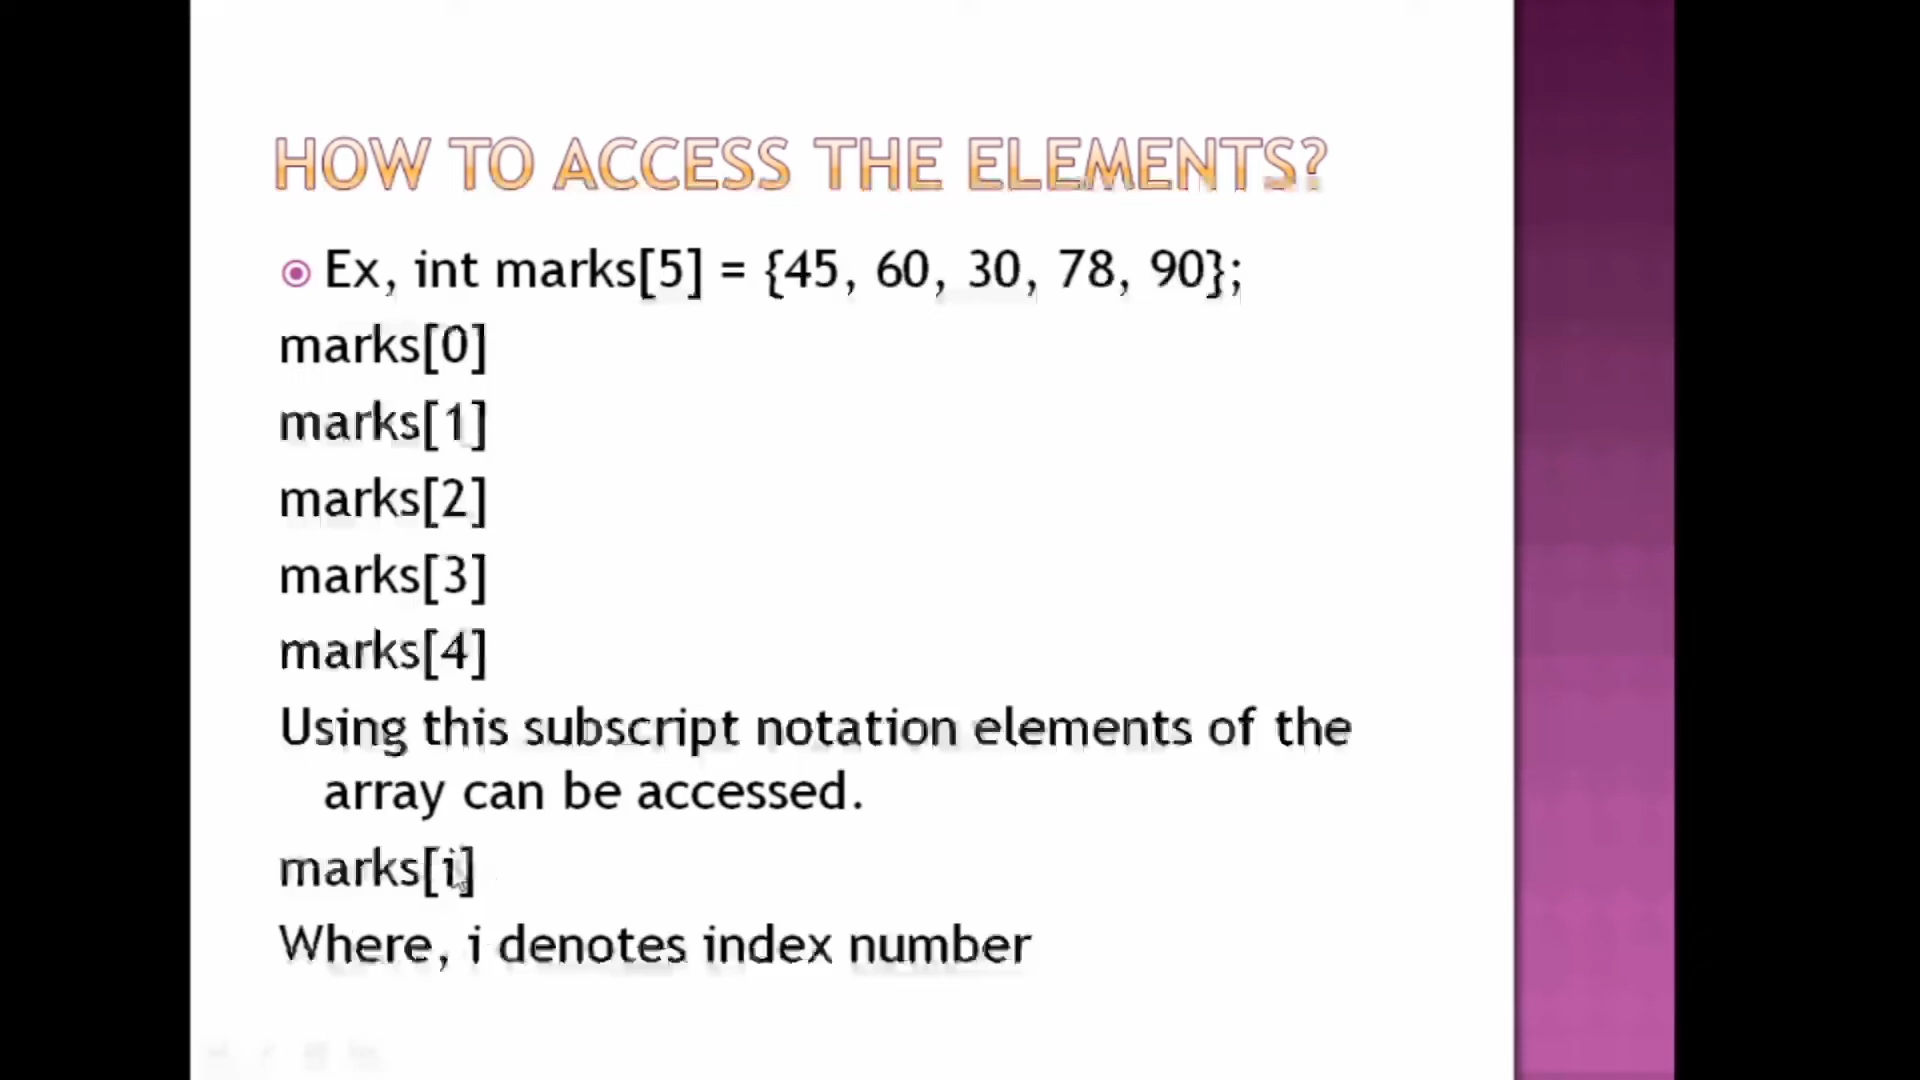 HOW TO ACCESS THE ELEMENTS?
Ex, int marks[5] = {45, 60, 30, 78, 90};
marks[0]
marks[1]
marks[2]
marks[3]
marks[4]
Using this subscript notation elements of the
array can be accessed.
marks[i]
Where, i denotes index number